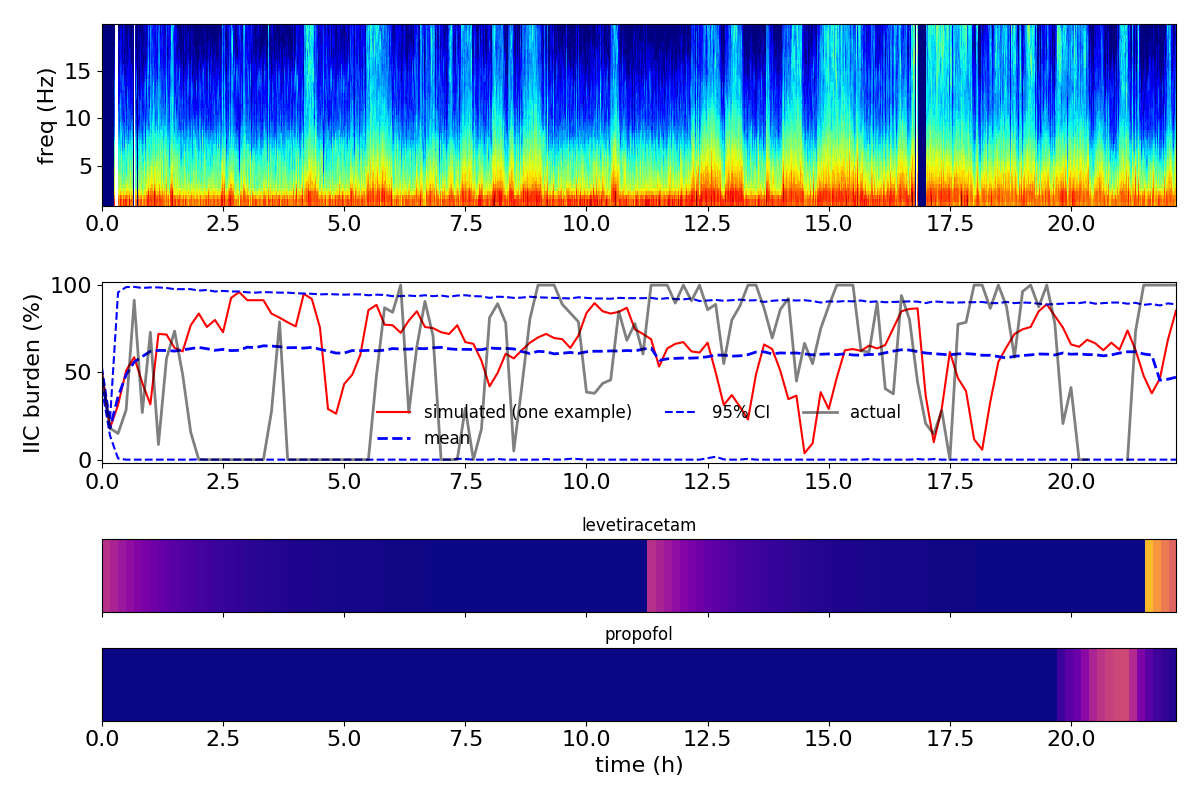 freq (Hz)
15
10
5
0.0 2.5 5.0 7.5 10.0 12.5 15.0 17.5 20.0
IIC burden (%)
100
50
0
simulated (one example) 95% CI actual
mean
0.0 2.5 5.0 7.5 10.0 12.5 15.0 17.5 20.0
levetiracetam
propofol
0.0 2.5 5.0 7.5 10.0 12.5 15.0 17.5 20.0
time (h)